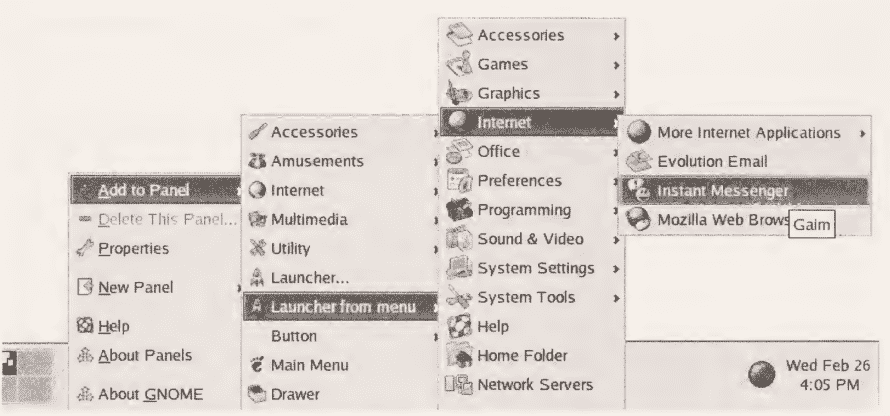 Add to Panel
Delete This Panel...
Properties
New Panel
Help
About Panels
About GNOME
Accessories
Amusements
Internet
Multimedia
Utility
Launcher...
Launcher from menu
Button
Main Menu
Drawer
Accessories
Games
Graphics
Internet
Office
Preferences
Programming
Sound & Video
System Settings
System Tools
Help
Home Folder
Network Servers
More Internet Applications
Evolution Email
Instant Messenger
Mozilla Web Brows
Gaim
Wed Feb 26
4:05 PM